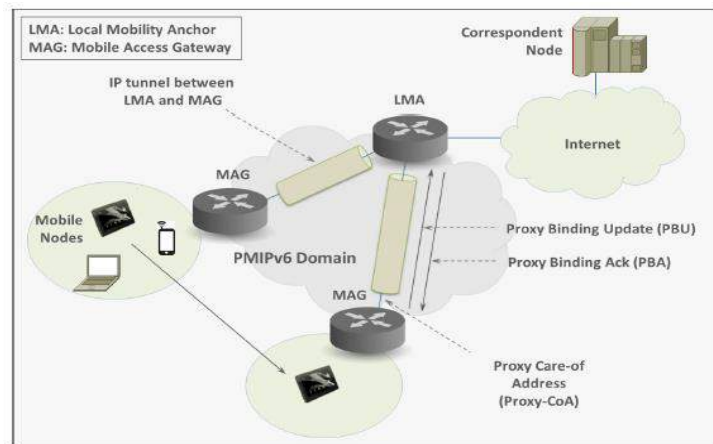 LMA: Local Mobility Anchor
MAG: Mobile Access Gateway
Correspondent
Node
IP tunnel between
LMA and MAG
LMA
Internet
MAG
Mobile
Nodes
PMIPv6 Domain
Proxy Binding Update (PBU)
Proxy Binding Ack (PBA)
MAG
Proxy Care-of
Address
(Proxy-CoA)